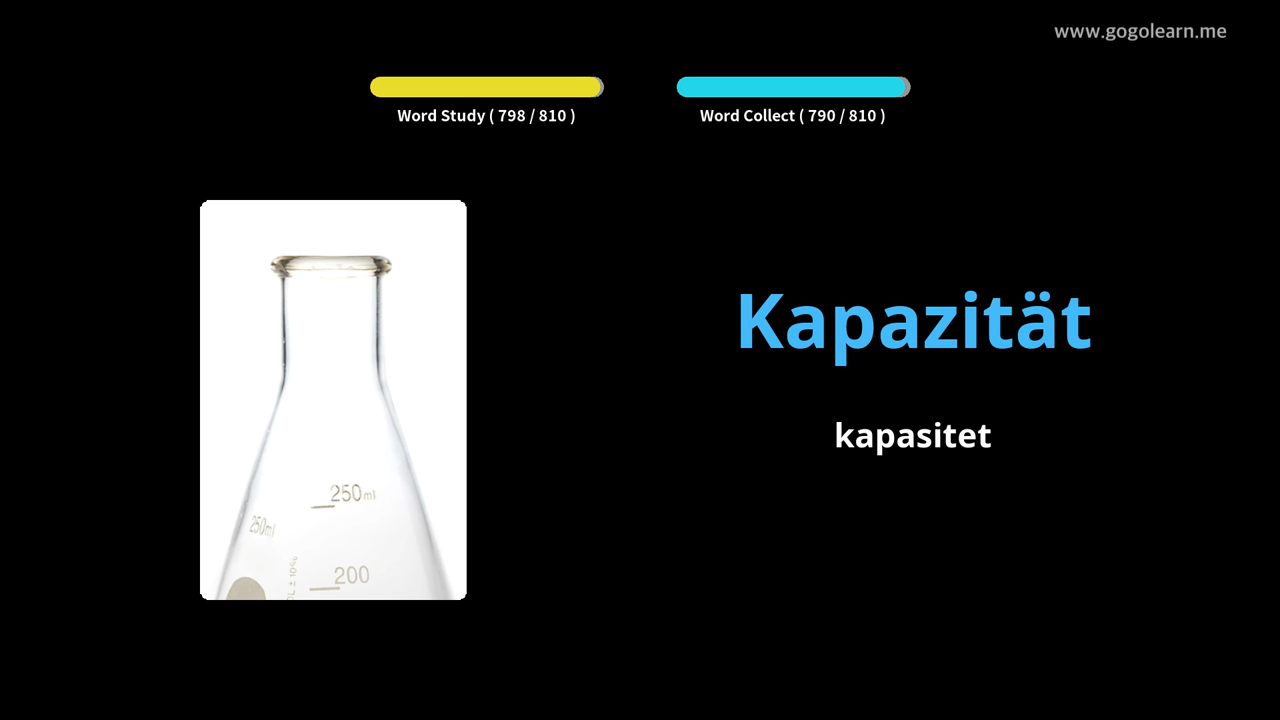 www.gogolearn.me
Word Study ( 798 / 810 )
Word Collect ( 790 / 810 )
Kapazität
kapasitet
250ml
250ml
200